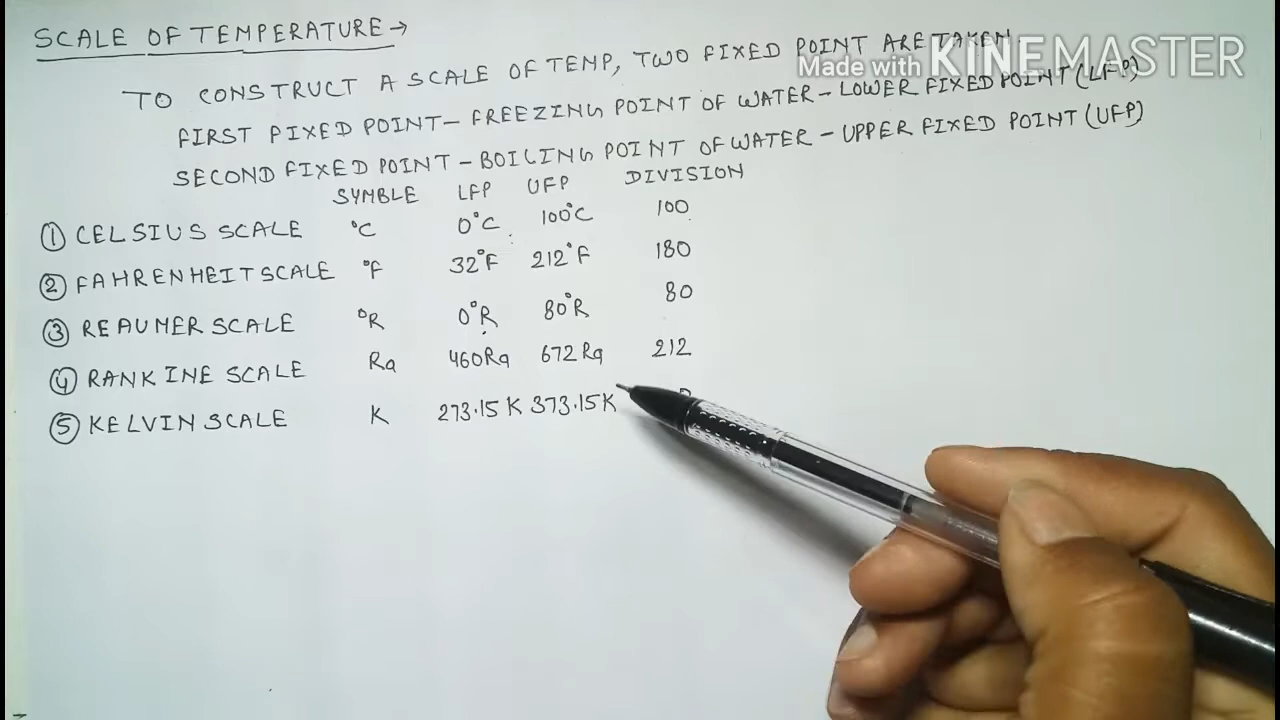 SCALE OF TEMPERATURE →
TO CONSTRUCT A SCALE OF TEMP, TWO FIXED POINT ARE TAKEN.
Made with KINEMASTER
FIRST FIXED POINT - FREEZING POINT OF WATER - LOWER FIXED POINT (LFP)
SECOND FIXED POINT - BOILING POINT OF WATER - UPPER FIXED POINT (UFP)
SYMBLE LFP UFP DIVISION
① CELSIUS SCALE °C 0°C 100°C 100
② FAHRENHEIT SCALE °F 32°F 212°F 180
③ REAUMER SCALE °R 0°R 80°R 80
④ RANKINE SCALE Ra 460Ra 672Ra 212
⑤ KELVIN SCALE K 273.15 K 373.15K